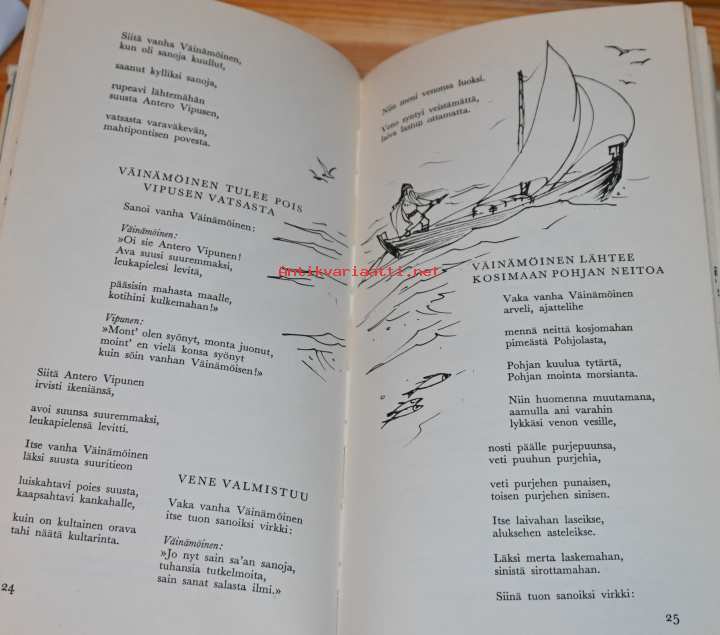 Siitä vanha Väinämöinen,
kun oli sanoja kuullut,
saanut kylliksi sanoja,
rupeavi lähtemähän
suusta Antero Vipusen,
vatsasta varaväkevän,
mahtipontisen povesta.
VÄINÄMÖINEN TULEE POIS
VIPUSEN VATSASTA
Sanoi vanha Väinämöinen:
Väinämöinen:
»Oi sie Antero Vipunen!
Ava suusi suuremmaksi,
leukapielesi levitä,
pääsisin mahasta maalle,
kotihini kulkemahan!»
Vipunen:
»Mont' olen syönyt, monta juonut,
moint' en vielä konsa syönyt
kuin söin vanhan Väinämöisen!»
Siitä Antero Vipunen
irvisti ikeniänsä,
avoi suunsa suuremmaksi,
leukapielensä levitti.
Itse vanha Väinämöinen
läksi suusta suuritieon
luiskahtavi poies suusta,
kaapsahtavi kankahalle,
kuin on kultainen orava
tahi näätä kultarinta.
VENE VALMISTUU
Vaka vanha Väinämöinen
itse tuon sanoiksi virkki:
Väinämöinen:
»Jo nyt sain sa'an sanoja,
tuhansia tutkelmoita,
sain sanat salasta ilmi.»
24
Niin meni venonsa luoksi.
Veno syntyi veistämättä,
laiva lastun ottamatta.
VÄINÄMÖINEN LÄHTEE
KOSIMAAN POHJAN NEITOA
Vaka vanha Väinämöinen
arveli, ajattelihe
mennä neittä kosjomahan
pimeästä Pohjolasta,
Pohjan kuulua tytärtä,
Pohjan mointa morsianta.
Niin huomenna muutamana,
aamulla ani varahin
lykkäsi venon vesille,
nosti päälle purjepuunsa,
veti puuhun purjehia,
veti purjehen punaisen,
toisen purjehen sinisen.
Itse laivahan laseikse,
aluksehen asteleikse.
Läksi merta laskemahan,
sinistä sirottamahan.
Siinä tuon sanoiksi virkki:
25
Antikvariaatti.net